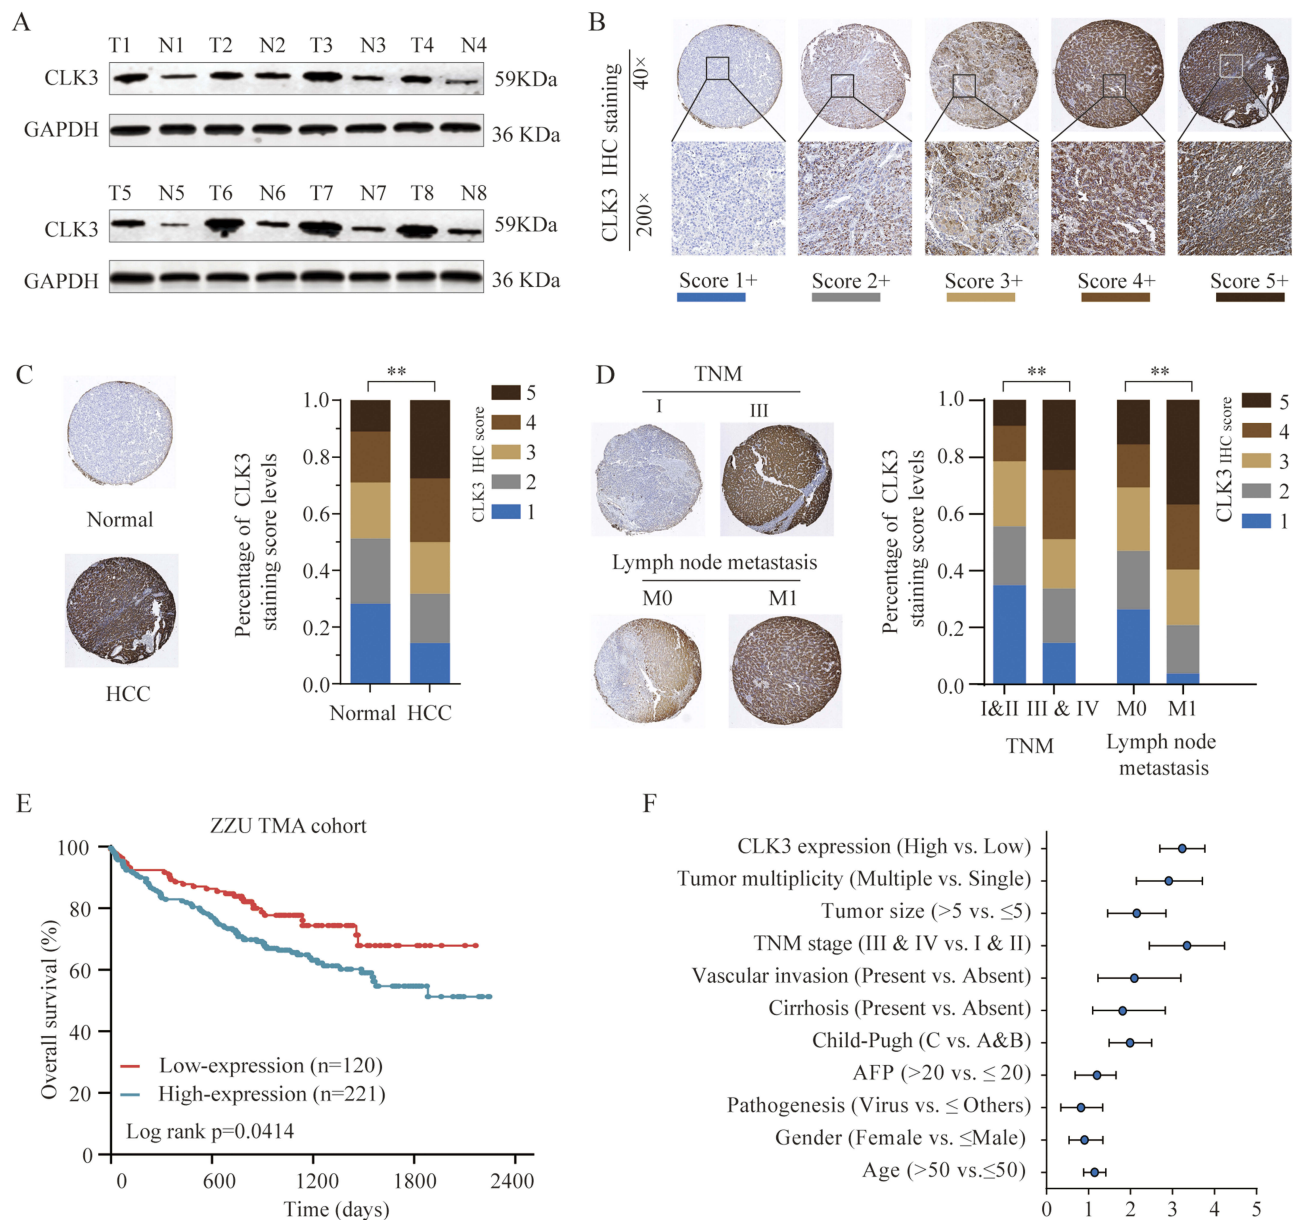 A
T1 N1 T2 N2 T3 N3 T4 N4
CLK3 59KDa
GAPDH 36 KDa
T5 N5 T6 N6 T7 N7 T8 N8
CLK3 59KDa
GAPDH 36 KDa
B
CLK3 IHC staining
40×
200×
Score 1+ Score 2+ Score 3+ Score 4+ Score 5+
C
Normal
HCC
Percentage of CLK3
staining score levels
1.0
0.8
0.6
0.4
0.2
0.0
**
Normal HCC
CLK3 IHC score
5
4
3
2
1
D
TNM
I III
Lymph node metastasis
M0 M1
Percentage of CLK3
staining score levels
1.0
0.8
0.6
0.4
0.2
0.0
** **
I&II III & IV M0 M1
TNM
Lymph node
metastasis
CLK3 IHC score
5
4
3
2
1
E
ZZU TMA cohort
Overall survival (%)
100
80
60
40
20
0
Low-expression (n=120)
High-expression (n=221)
Log rank p=0.0414
0 600 1200 1800 2400
Time (days)
F
CLK3 expression (High vs. Low)
Tumor multiplicity (Multiple vs. Single)
Tumor size (>5 vs. ≤5)
TNM stage (III & IV vs. I & II)
Vascular invasion (Present vs. Absent)
Cirrhosis (Present vs. Absent)
Child-Pugh (C vs. A&B)
AFP (>20 vs. ≤ 20)
Pathogenesis (Virus vs. ≤ Others)
Gender (Female vs. ≤Male)
Age (>50 vs.≤50)
0 1 2 3 4 5